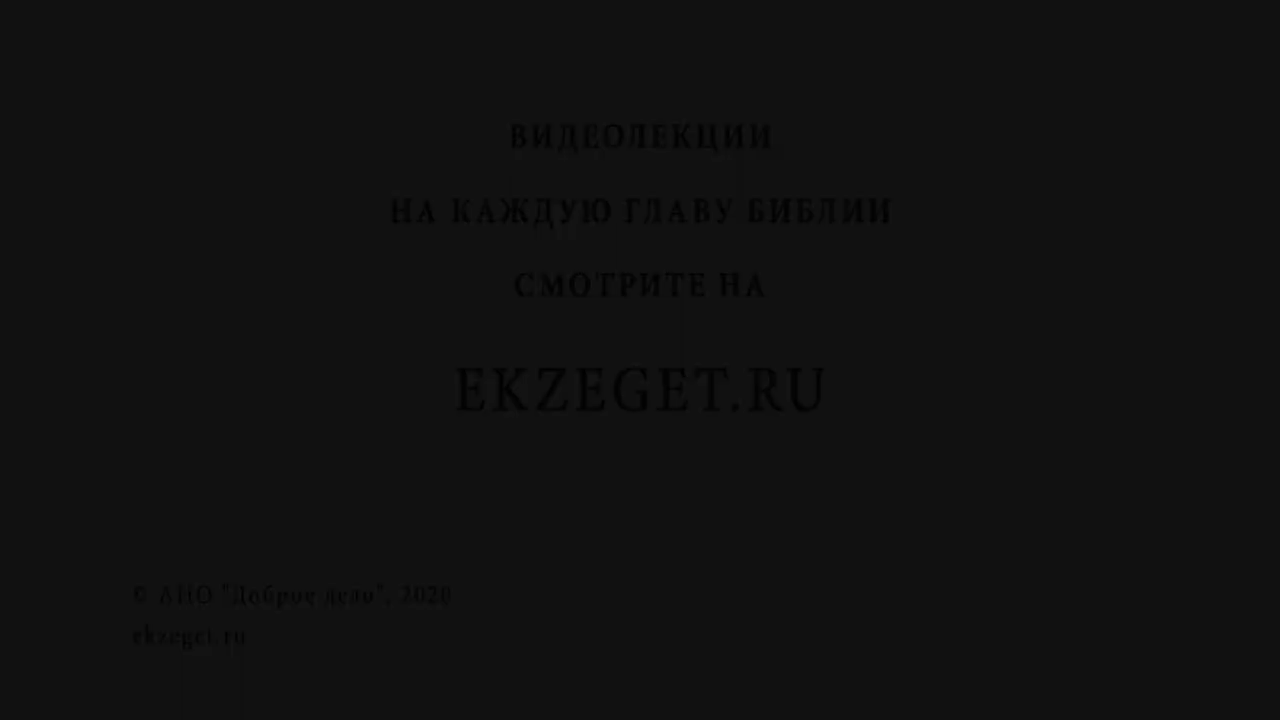 ВИДЕОЛЕКЦИИ
НА КАЖДУЮ ГЛАВУ БИБЛИИ
СМОТРИТЕ НА
EKZEGET.RU
© АНО "Доброе дело", 2020
ekzeget.ru